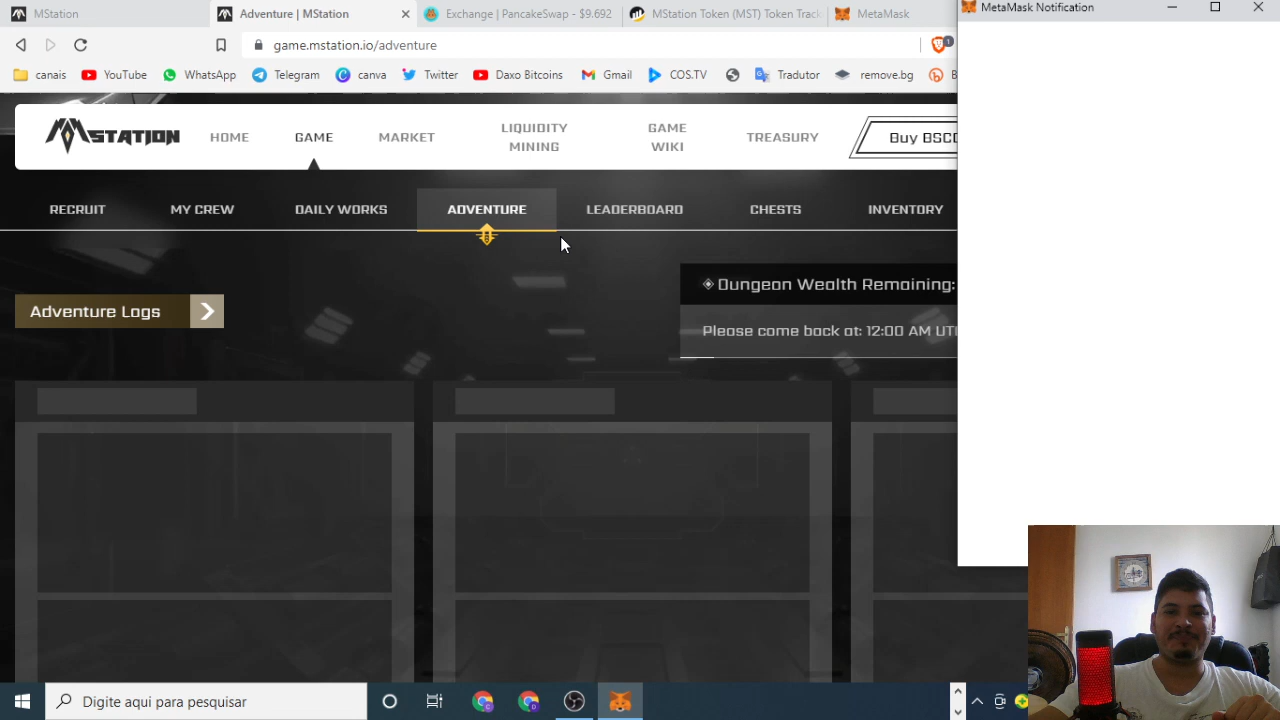 MStation
Adventure | MStation
Exchange | PancakeSwap - $9.692
MStation Token (MST) Token Track
MetaMask
MetaMask Notification
game.mstation.io/adventure
1
canais
YouTube
WhatsApp
Telegram
canva
Twitter
Daxo Bitcoins
Gmail
COS.TV
Tradutor
remove.bg
B
MSTATION
HOME
GAME
MARKET
LIQUIDITY
MINING
GAME
WIKI
TREASURY
Buy BSC
RECRUIT
MY CREW
DAILY WORKS
ADVENTURE
LEADERBOARD
CHESTS
INVENTORY
Adventure Logs
Dungeon Wealth Remaining:
Please come back at: 12:00 AM UT
Digite aqui para pesquisar